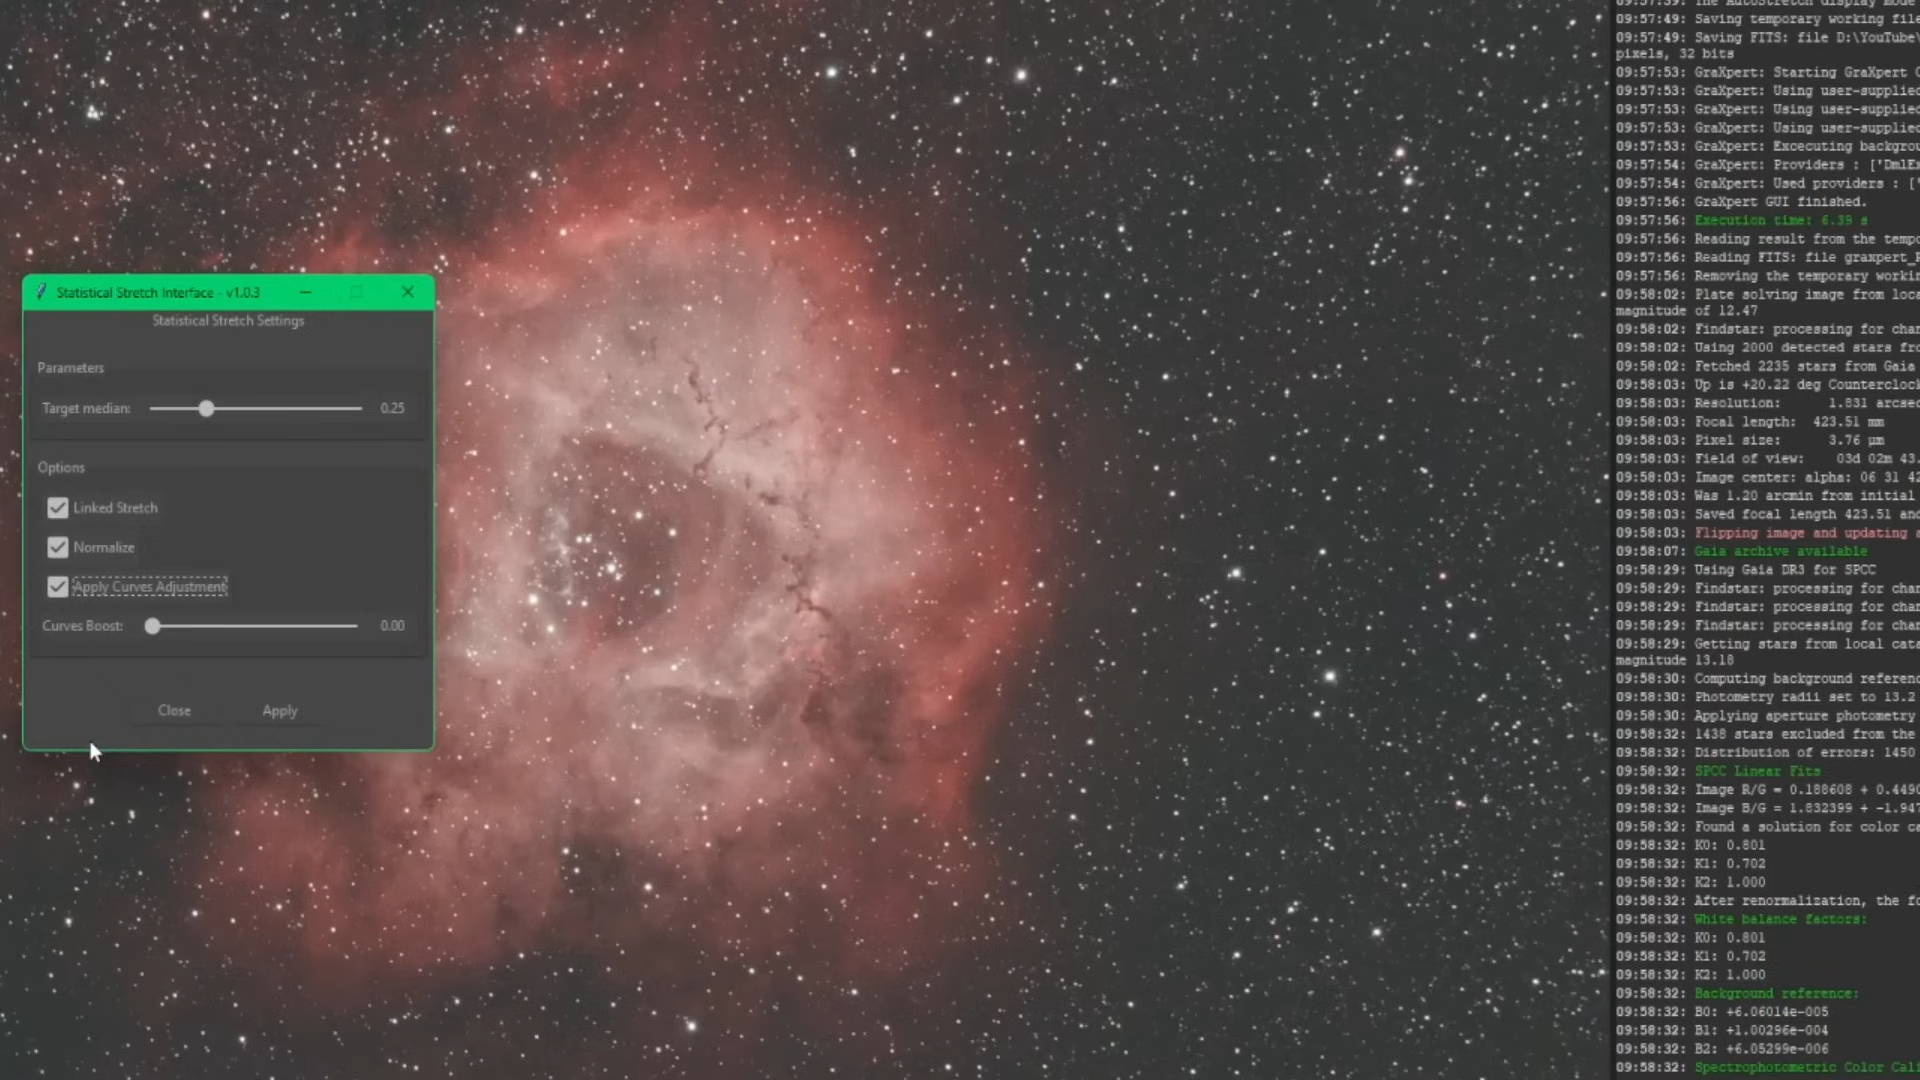 Statistical Stretch Interface - v1.0.3
Statistical Stretch Settings
Parameters
Target median: 0.25
Options
Linked Stretch
Normalize
Apply Curves Adjustment
Curves Boost: 0.00
Close Apply
09:57:39: The AutoStretch display mode
09:57:49: Saving temporary working file
09:57:49: Saving FITS: file D:\YouTube\
pixels, 32 bits
09:57:53: GraXpert: Starting GraXpert
09:57:53: GraXpert: Using user-supplied
09:57:53: GraXpert: Using user-supplied
09:57:53: GraXpert: Using user-supplied
09:57:53: GraXpert: Excecuting backgrou
09:57:54: GraXpert: Providers : ['DmlEx
09:57:54: GraXpert: Used providers : ['
09:57:56: GraXpert GUI finished.
09:57:56: Execution time: 6.39 s
09:57:56: Reading result from the tempo
09:57:56: Reading FITS: file graxpert_
09:57:56: Removing the temporary workin
09:58:02: Plate solving image from loca
magnitude of 12.47
09:58:02: Findstar: processing for chan
09:58:02: Using 2000 detected stars fro
09:58:02: Fetched 2235 stars from Gaia
09:58:03: Up is +20.22 deg Counterclock
09:58:03: Resolution: 1.831 arcsec
09:58:03: Focal length: 423.51 mm
09:58:03: Pixel size: 3.76 µm
09:58:03: Field of view: 03d 02m 43.
09:58:03: Image center: alpha: 06 31 42
09:58:03: Was 1.20 arcmin from initial
09:58:03: Saved focal length 423.51 and
09:58:03: Flipping image and updating a
09:58:07: Gaia archive available
09:58:29: Using Gaia DR3 for SPCC
09:58:29: Findstar: processing for chan
09:58:29: Findstar: processing for chan
09:58:29: Findstar: processing for chan
09:58:29: Getting stars from local cata
magnitude 13.18
09:58:30: Computing background referenc
09:58:30: Photometry radii set to 13.2
09:58:30: Applying aperture photometry
09:58:32: 1438 stars excluded from the
09:58:32: Distribution of errors: 1450
09:58:32: SPCC Linear Fits
09:58:32: Image R/G = 0.188608 + 0.4490
09:58:32: Image B/G = 1.832399 + -1.947
09:58:32: Found a solution for color ca
09:58:32: K0: 0.801
09:58:32: K1: 0.702
09:58:32: K2: 1.000
09:58:32: After renormalization, the fo
09:58:32: White balance factors:
09:58:32: K0: 0.801
09:58:32: K1: 0.702
09:58:32: K2: 1.000
09:58:32: Background reference:
09:58:32: B0: +6.06014e-005
09:58:32: B1: +1.00296e-004
09:58:32: B2: +6.05299e-006
09:58:32: Spectrophotometric Color Cali